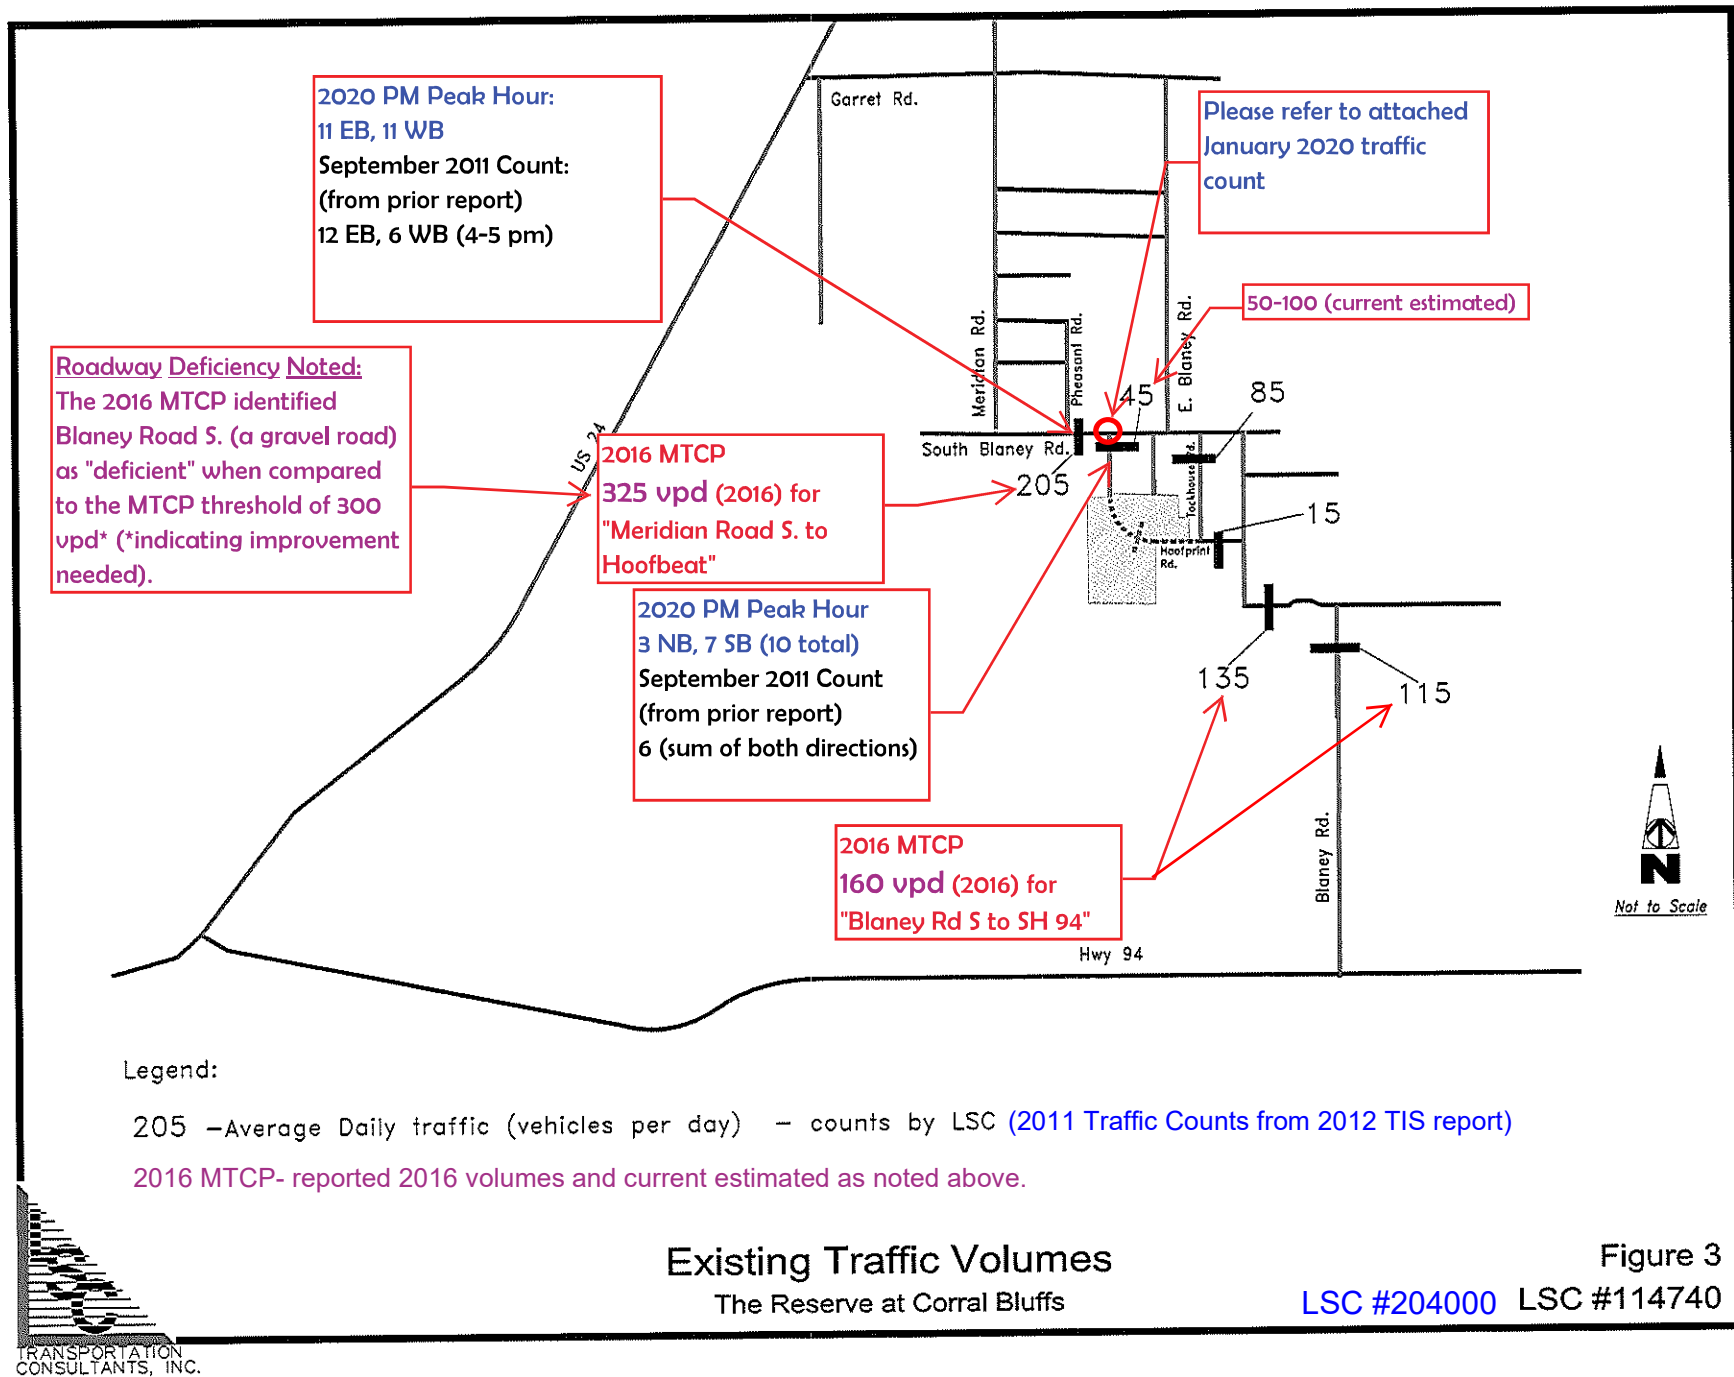 2020 PM Peak Hour:
11 EB, 11 WB
September 2011 Count:
(from prior report)
12 EB, 6 WB (4-5 pm)
Garret Rd.
Please refer to attached
January 2020 traffic
count
50-100 (current estimated)
Meridian Rd.
Pheasant Rd.
E. Blaney Rd.
45
85
Roadway Deficiency Noted:
The 2016 MTCP identified
Blaney Road S. (a gravel road)
as "deficient" when compared
to the MTCP threshold of 300
vpd* (*indicating improvement
needed).
US 24
2016 MTCP
325 vpd (2016) for
"Meridian Road S. to
Hoofbeat"
South Blaney Rd.
205
Tackhouse Rd.
15
Hoofprint
Rd.
2020 PM Peak Hour
3 NB, 7 SB (10 total)
September 2011 Count
(from prior report)
6 (sum of both directions)
135
115
2016 MTCP
160 vpd (2016) for
"Blaney Rd S to SH 94"
Blaney Rd.
N
Not to Scale
Hwy 94
Legend:
205 –Average Daily traffic (vehicles per day) – counts by LSC (2011 Traffic Counts from 2012 TIS report)
2016 MTCP- reported 2016 volumes and current estimated as noted above.
LSC
TRANSPORTATION
CONSULTANTS, INC.
Existing Traffic Volumes
The Reserve at Corral Bluffs
Figure 3
LSC #204000 LSC #114740